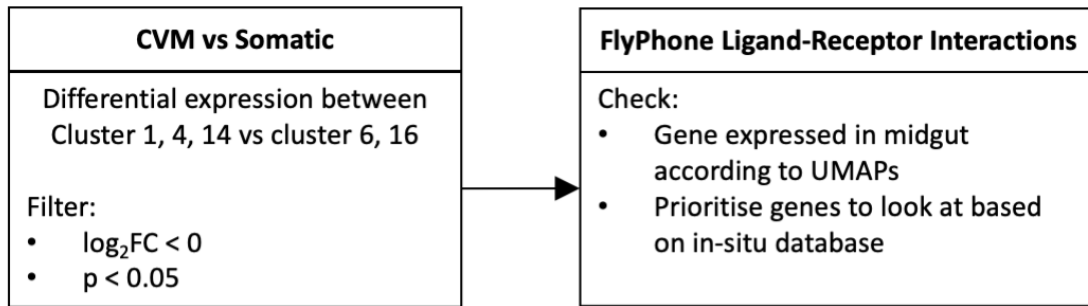 CVM vs Somatic
Differential expression between
Cluster 1, 4, 14 vs cluster 6, 16
Filter:
• log₂FC < 0
• p < 0.05
FlyPhone Ligand-Receptor Interactions
Check:
• Gene expressed in midgut
according to UMAPs
• Prioritise genes to look at based
on in-situ database